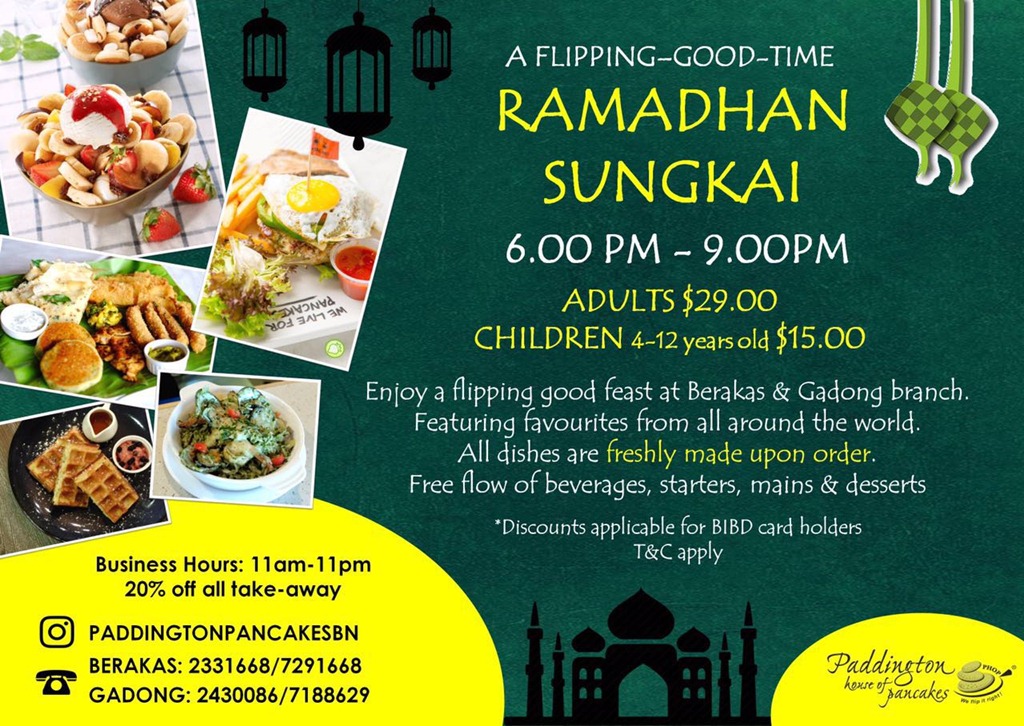 A FLIPPING-GOOD-TIME
RAMADHAN
SUNGKAI
6.00 PM - 9.00PM
ADULTS $29.00
CHILDREN 4-12 years old $15.00
Enjoy a flipping good feast at Berakas & Gadong branch.
Featuring favourites from all around the world.
All dishes are freshly made upon order.
Free flow of beverages, starters, mains & desserts
*Discounts applicable for BIBD card holders
T&C apply
WE LIVE FOR
PANCAKE
Business Hours: 11am-11pm
20% off all take-away
PADDINGTONPANCAKESBN
BERAKAS: 2331668/7291668
GADONG: 2430086/7188629
Paddington
house of
pancakes
PHOP
®
We flip it right!